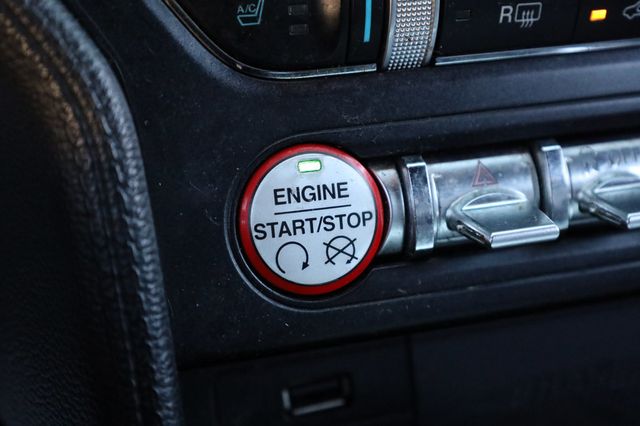 A/C
R
ENGINE
START/STOP